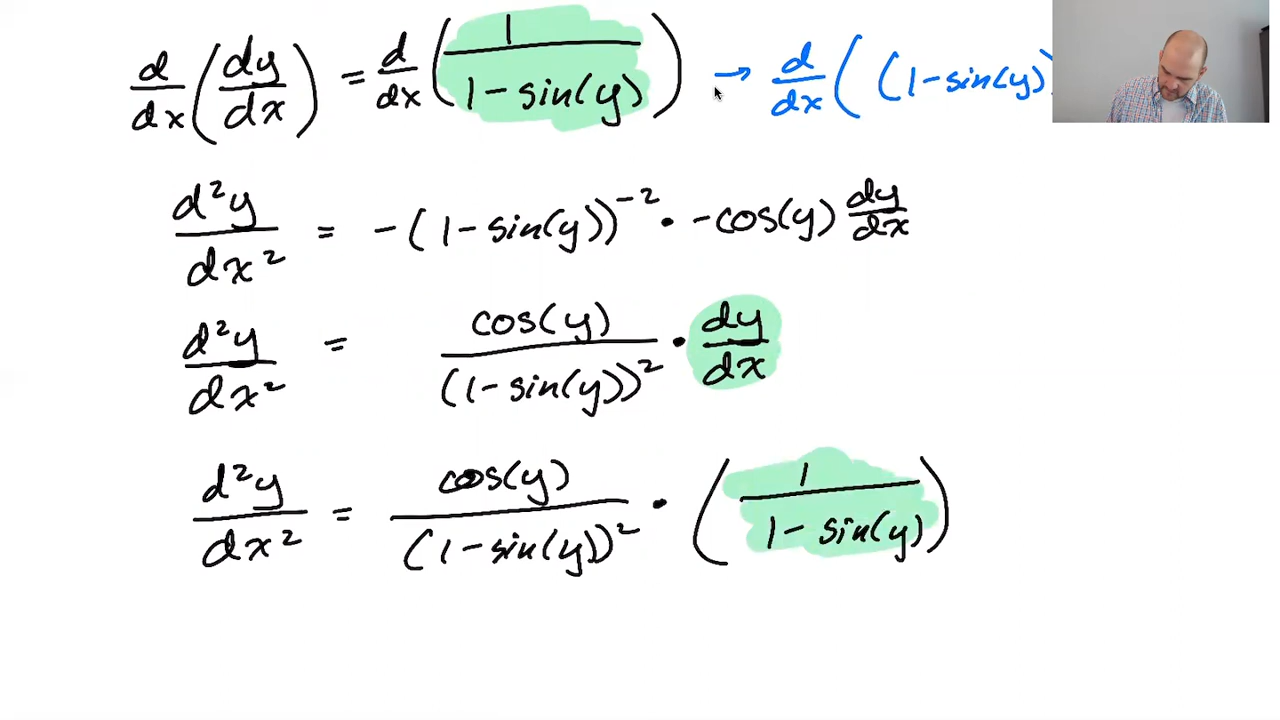 d/dx (dy/dx) = d/dx (1/(1-sin(y))) → d/dx ( (1-sin(y))
d²y/dx² = -(1-sin(y))⁻² • -cos(y) dy/dx
d²y/dx² = cos(y)/(1-sin(y))² • dy/dx
d²y/dx² = cos(y)/(1-sin(y))² • (1/(1-sin(y)))